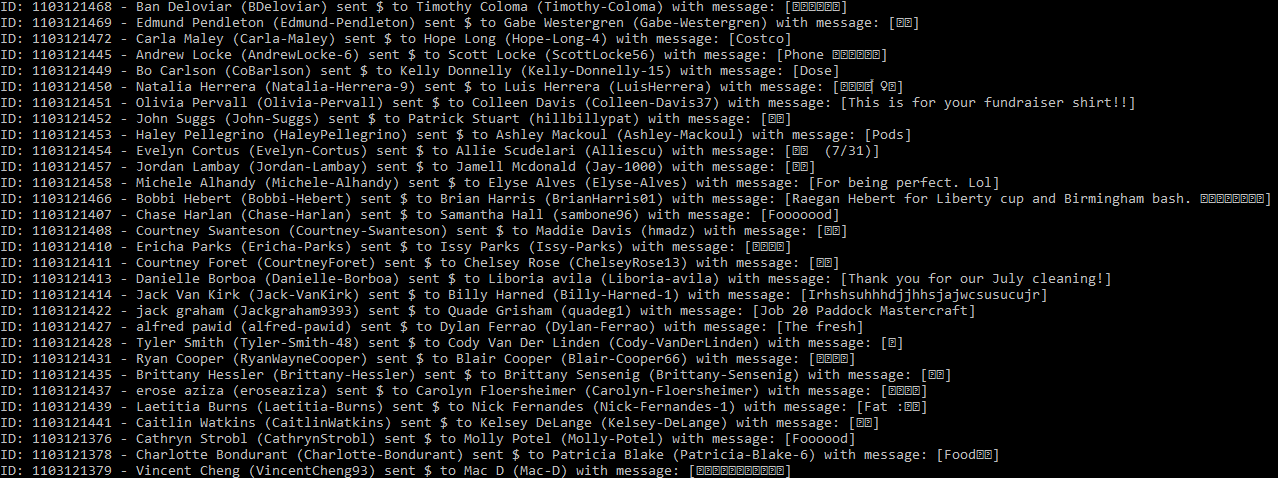 ID: 1103121468 - Ban Deloviar (BDeloviar) sent $ to Timothy Coloma (Timothy-Coloma) with message: [⍰⍰⍰⍰⍰⍰]
ID: 1103121469 - Edmund Pendleton (Edmund-Pendleton) sent $ to Gabe Westergren (Gabe-Westergren) with message: [⍰⍰]
ID: 1103121472 - Carla Maley (Carla-Maley) sent $ to Hope Long (Hope-Long-4) with message: [Costco]
ID: 1103121445 - Andrew Locke (AndrewLocke-6) sent $ to Scott Locke (ScottLocke56) with message: [Phone ⍰⍰⍰⍰⍰⍰]
ID: 1103121449 - Bo Carlson (CoBarlson) sent $ to Kelly Donnelly (Kelly-Donnelly-15) with message: [Dose]
ID: 1103121450 - Natalia Herrera (Natalia-Herrera-9) sent $ to Luis Herrera (LuisHerrera) with message: [⍰⍰⍰⍰ ♀⍰]
ID: 1103121451 - Olivia Pervall (Olivia-Pervall) sent $ to Colleen Davis (Colleen-Davis37) with message: [This is for your fundraiser shirt!!]
ID: 1103121452 - John Suggs (John-Suggs) sent $ to Patrick Stuart (hillbillypat) with message: [⍰⍰]
ID: 1103121453 - Haley Pellegrino (HaleyPellegrino) sent $ to Ashley Mackoul (Ashley-Mackoul) with message: [Pods]
ID: 1103121454 - Evelyn Cortus (Evelyn-Cortus) sent $ to Allie Scudelari (Alliescu) with message: [⍰⍰  (7/31)]
ID: 1103121457 - Jordan Lambay (Jordan-Lambay) sent $ to Jamell Mcdonald (Jay-1000) with message: [⍰⍰]
ID: 1103121458 - Michele Alhandy (Michele-Alhandy) sent $ to Elyse Alves (Elyse-Alves) with message: [For being perfect. Lol]
ID: 1103121466 - Bobbi Hebert (Bobbi-Hebert) sent $ to Brian Harris (BrianHarris01) with message: [Raegan Hebert for Liberty cup and Birmingham bash. ⍰⍰⍰⍰⍰⍰⍰⍰]
ID: 1103121407 - Chase Harlan (Chase-Harlan) sent $ to Samantha Hall (sambone96) with message: [Fooooood]
ID: 1103121408 - Courtney Swanteson (Courtney-Swanteson) sent $ to Maddie Davis (hmadz) with message: [⍰⍰]
ID: 1103121410 - Ericha Parks (Ericha-Parks) sent $ to Issy Parks (Issy-Parks) with message: [⍰⍰⍰⍰]
ID: 1103121411 - Courtney Foret (CourtneyForet) sent $ to Chelsey Rose (ChelseyRose13) with message: [⍰⍰]
ID: 1103121413 - Danielle Borboa (Danielle-Borboa) sent $ to Liboria avila (Liboria-avila) with message: [Thank you for our July cleaning!]
ID: 1103121414 - Jack Van Kirk (Jack-VanKirk) sent $ to Billy Harned (Billy-Harned-1) with message: [Irhshsuhhhdjjhhsjajwcsusucujr]
ID: 1103121422 - jack graham (Jackgraham9393) sent $ to Quade Grisham (quadeg1) with message: [Job 20 Paddock Mastercraft]
ID: 1103121427 - alfred pawid (alfred-pawid) sent $ to Dylan Ferrao (Dylan-Ferrao) with message: [The fresh]
ID: 1103121428 - Tyler Smith (Tyler-Smith-48) sent $ to Cody Van Der Linden (Cody-VanDerLinden) with message: [⍰]
ID: 1103121431 - Ryan Cooper (RyanWayneCooper) sent $ to Blair Cooper (Blair-Cooper66) with message: [⍰⍰⍰⍰]
ID: 1103121435 - Brittany Hessler (Brittany-Hessler) sent $ to Brittany Sensenig (Brittany-Sensenig) with message: [⍰⍰]
ID: 1103121437 - erose aziza (eroseaziza) sent $ to Carolyn Floersheimer (Carolyn-Floersheimer) with message: [⍰⍰⍰⍰]
ID: 1103121439 - Laetitia Burns (Laetitia-Burns) sent $ to Nick Fernandes (Nick-Fernandes-1) with message: [Fat :⍰⍰]
ID: 1103121441 - Caitlin Watkins (CaitlinWatkins) sent $ to Kelsey DeLange (Kelsey-DeLange) with message: [⍰⍰]
ID: 1103121376 - Cathryn Strobl (CathrynStrobl) sent $ to Molly Potel (Molly-Potel) with message: [Foooood]
ID: 1103121378 - Charlotte Bondurant (Charlotte-Bondurant) sent $ to Patricia Blake (Patricia-Blake-6) with message: [Food⍰⍰]
ID: 1103121379 - Vincent Cheng (VincentCheng93) sent $ to Mac D (Mac-D) with message: [⍰⍰⍰⍰⍰⍰⍰⍰⍰⍰⍰]